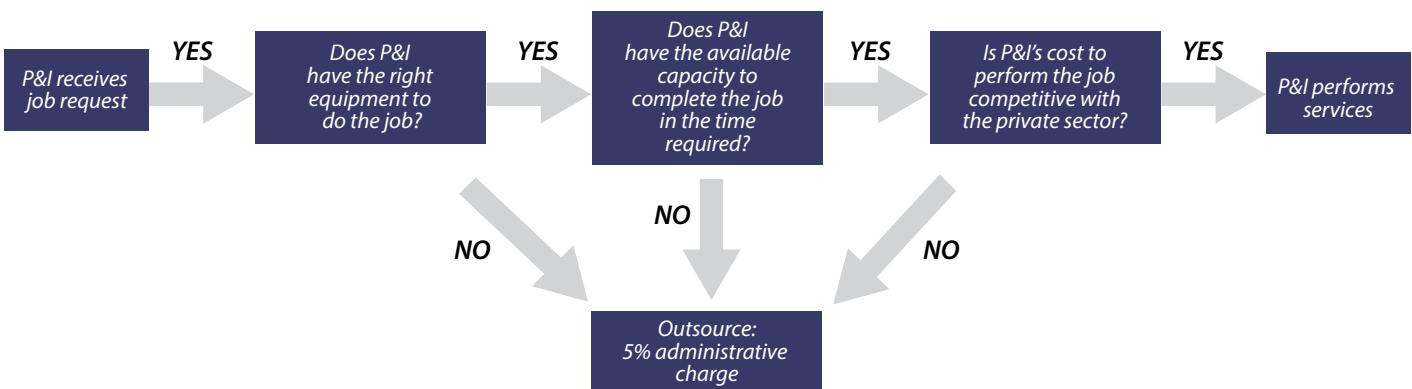 P&I receives
job request
YES
Does P&I
have the right
equipment to
do the job?
YES
Does P&I
have the available
capacity to
complete the job
in the time
required?
YES
Is P&I’s cost to
perform the job
competitive with
the private sector?
YES
P&I performs
services
NO
NO
NO
Outsource:
5% administrative
charge